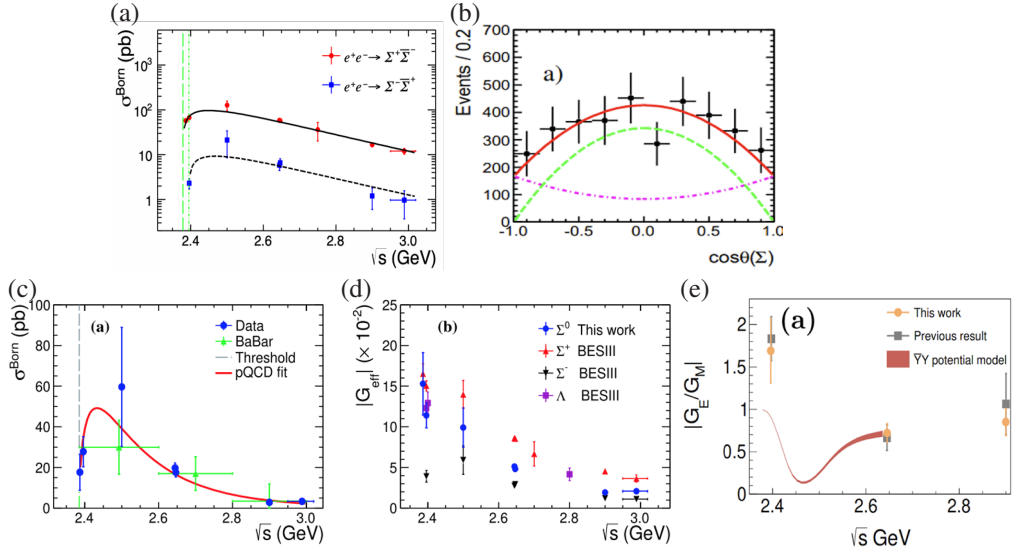 (a)
σ^Born (pb)
10³
10²
10
1
e⁺e⁻→ Σ⁺Σ̅⁻
e⁺e⁻→ Σ⁻Σ̅⁺
2.4 2.6 2.8 3.0
√s (GeV)
(b)
Events / 0.2
700
600
500
400
300
200
100
0
a)
-1.0 -0.5 0.0 0.5 1.0
cosθ(Σ)
(c)
σ^Born (pb)
100
80
60
40
20
0
(a)
Data
BaBar
Threshold
pQCD fit
2.4 2.6 2.8 3.0
√s (GeV)
(d)
|G_eff| (× 10⁻²)
25
20
15
10
5
0
(b)
Σ⁰ This work
Σ⁺ BESIII
Σ⁻ BESIII
Λ BESIII
2.4 2.6 2.8 3.0
√s (GeV)
(e)
|G_E/G_M|
2
1.5
1
0.5
0
(a)
This work
Previous result
Y̅Y potential model
2.4 2.6 2.8
√s GeV